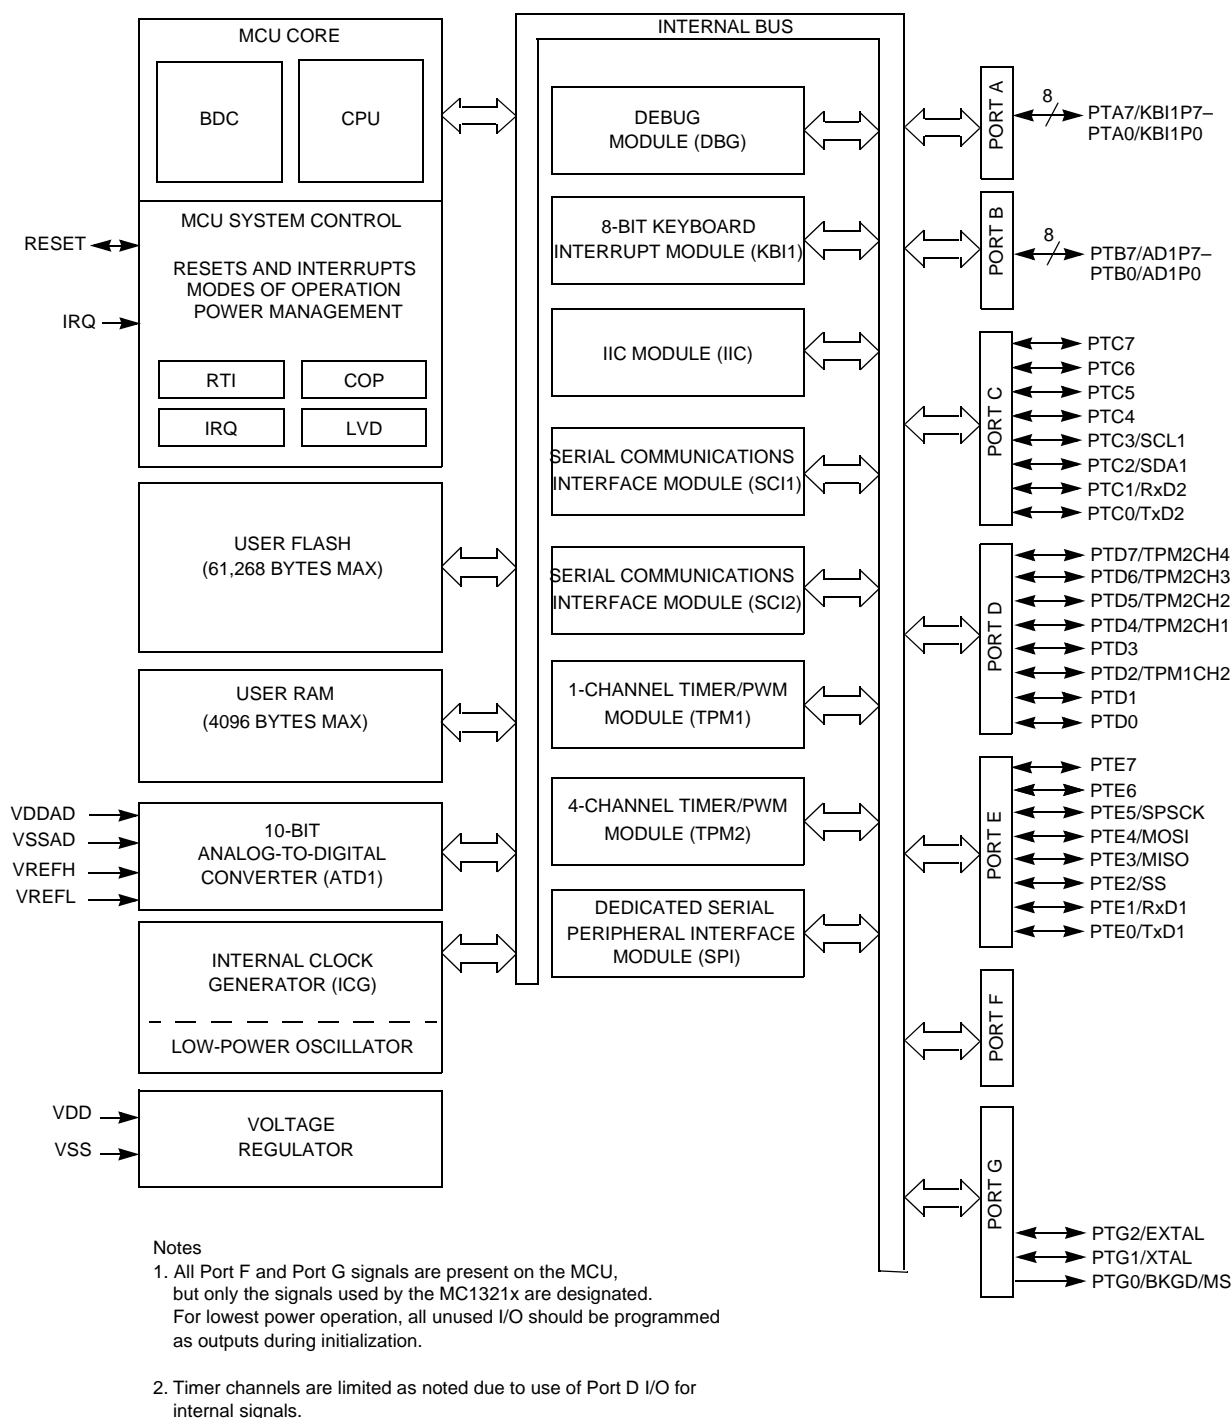 MCU CORE
BDC
CPU
MCU SYSTEM CONTROL
RESETS AND INTERRUPTS
MODES OF OPERATION
POWER MANAGEMENT
RTI
COP
IRQ
LVD
RESET
IRQ
USER FLASH
(61,268 BYTES MAX)
USER RAM
(4096 BYTES MAX)
VDDAD
VSSAD
VREFH
VREFL
10-BIT
ANALOG-TO-DIGITAL
CONVERTER (ATD1)
INTERNAL CLOCK
GENERATOR (ICG)
LOW-POWER OSCILLATOR
VDD
VSS
VOLTAGE
REGULATOR
INTERNAL BUS
DEBUG
MODULE (DBG)
8-BIT KEYBOARD
INTERRUPT MODULE (KBI1)
IIC MODULE (IIC)
SERIAL COMMUNICATIONS
INTERFACE MODULE (SCI1)
SERIAL COMMUNICATIONS
INTERFACE MODULE (SCI2)
1-CHANNEL TIMER/PWM
MODULE (TPM1)
4-CHANNEL TIMER/PWM
MODULE (TPM2)
DEDICATED SERIAL
PERIPHERAL INTERFACE
MODULE (SPI)
PORT A
8
PTA7/KBI1P7–
PTA0/KBI1P0
PORT B
8
PTB7/AD1P7–
PTB0/AD1P0
PORT C
PTC7
PTC6
PTC5
PTC4
PTC3/SCL1
PTC2/SDA1
PTC1/RxD2
PTC0/TxD2
PORT D
PTD7/TPM2CH4
PTD6/TPM2CH3
PTD5/TPM2CH2
PTD4/TPM2CH1
PTD3
PTD2/TPM1CH2
PTD1
PTD0
PORT E
PTE7
PTE6
PTE5/SPSCK
PTE4/MOSI
PTE3/MISO
PTE2/SS
PTE1/RxD1
PTE0/TxD1
PORT F
PORT G
PTG2/EXTAL
PTG1/XTAL
PTG0/BKGD/MS
Notes
1. All Port F and Port G signals are present on the MCU,
but only the signals used by the MC1321x are designated.
For lowest power operation, all unused I/O should be programmed
as outputs during initialization.
2. Timer channels are limited as noted due to use of Port D I/O for
internal signals.